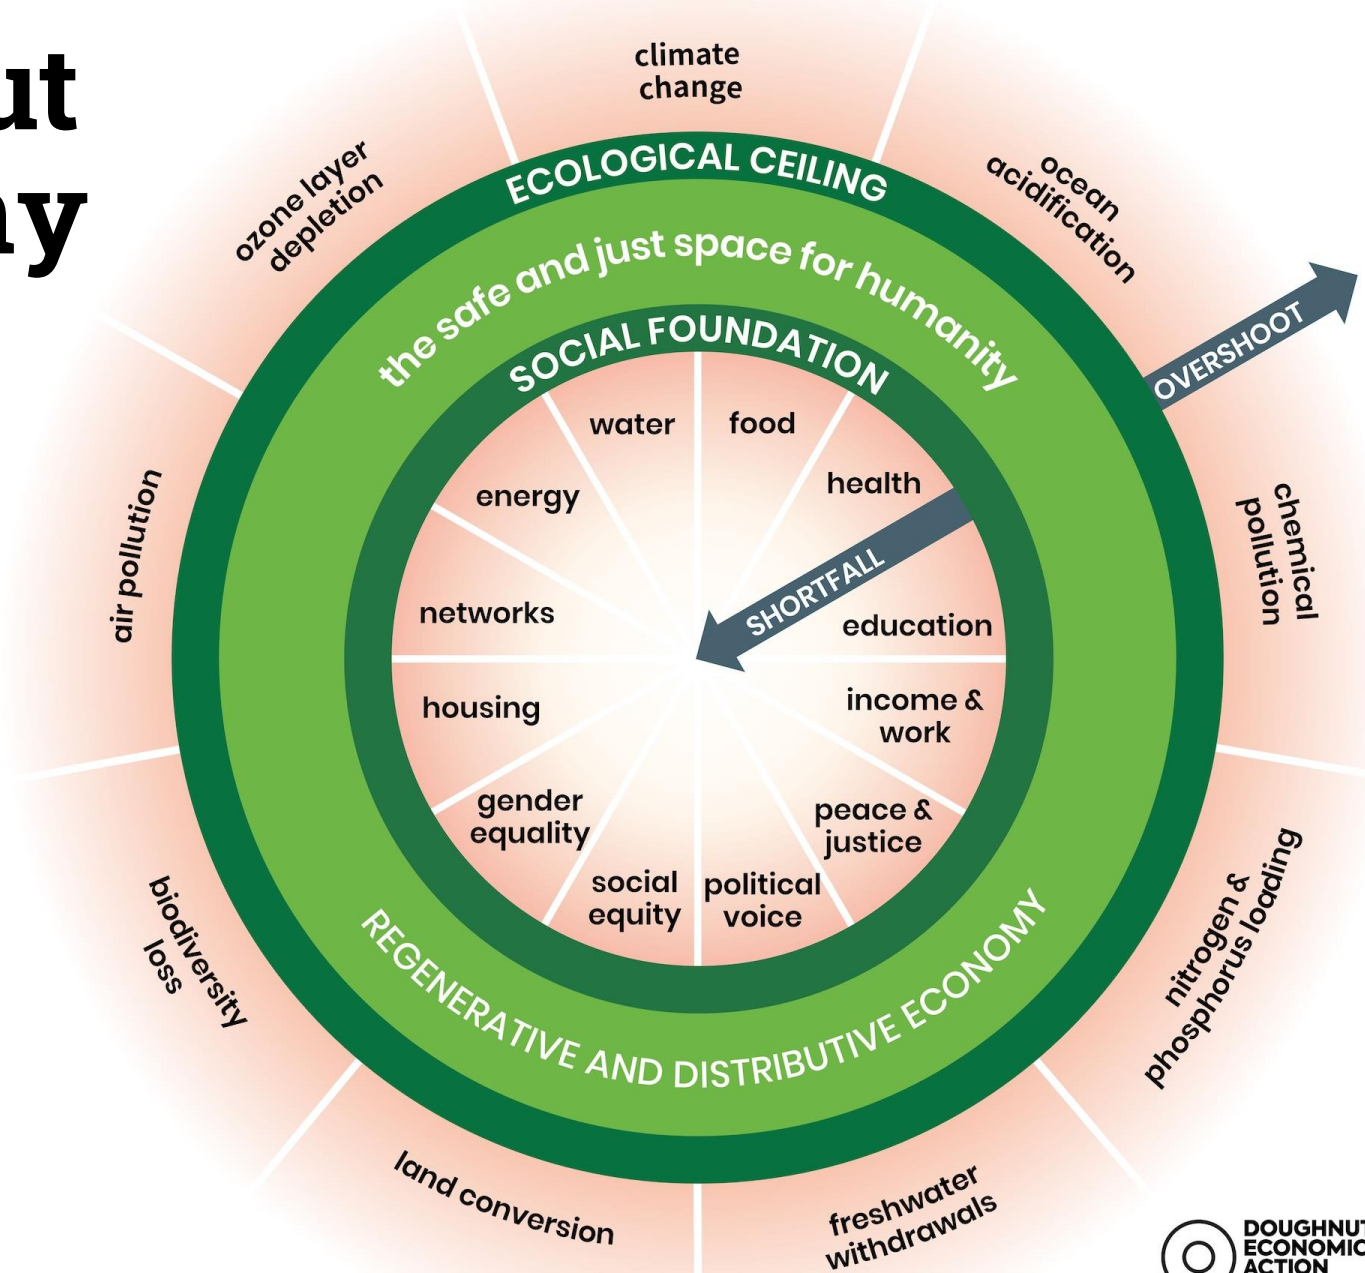 ut
ny
climate
change
ozone layer
depletion
ocean
acidification
ECOLOGICAL CEILING
the safe and just space for humanity
SOCIAL FOUNDATION
OVERSHOOT
water
food
energy
health
SHORTFALL
networks
education
air pollution
chemical
pollution
housing
income &
work
gender
equality
peace &
justice
social
equity
political
voice
REGENERATIVE AND DISTRIBUTIVE ECONOMY
biodiversity
loss
nitrogen &
phosphorus loading
land conversion
freshwater
withdrawals
DOUGHNUT
ECONOMIC
ACTION